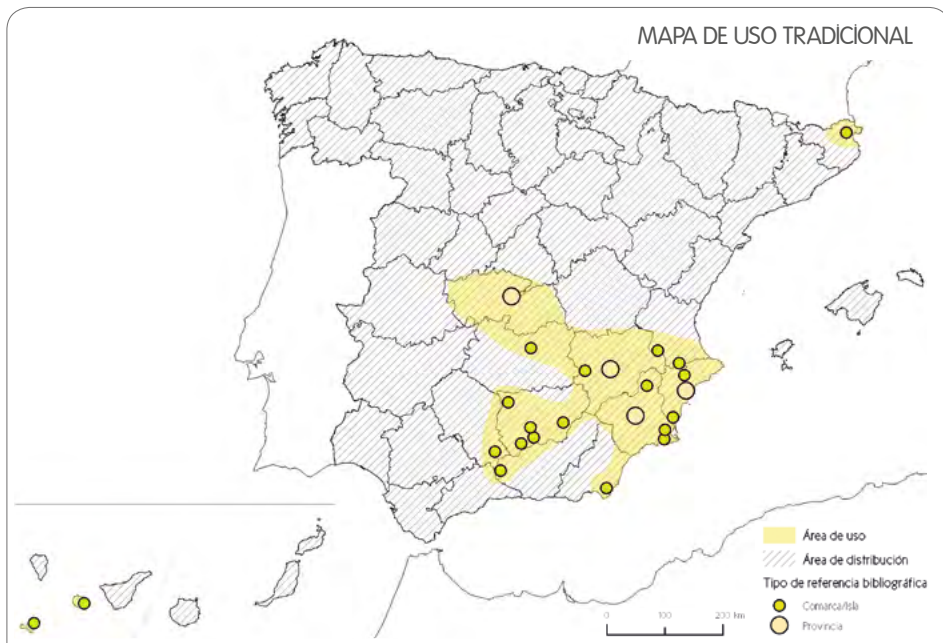 MAPA DE USO TRADICIONAL
Área de uso
Área de distribución
Tipo de referencia bibliográfica
Comarca/Isla
Provincia
0 100 200 km